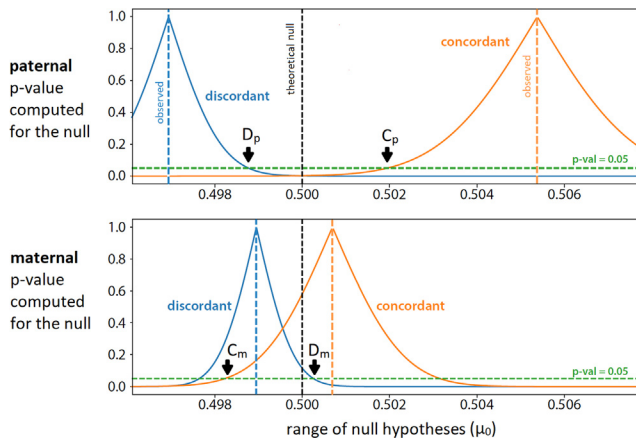 1.0
0.8
0.6
0.4
0.2
0.0
paternal
p-value
computed
for the null
observed
discordant
theoretical null
concordant
observed
Dp
Cp
p-val = 0.05
0.498
0.500
0.502
0.504
0.506
1.0
0.8
0.6
0.4
0.2
0.0
maternal
p-value
computed
for the null
discordant
concordant
Cm
Dm
p-val = 0.05
0.498
0.500
0.502
0.504
0.506
range of null hypotheses (μ₀)